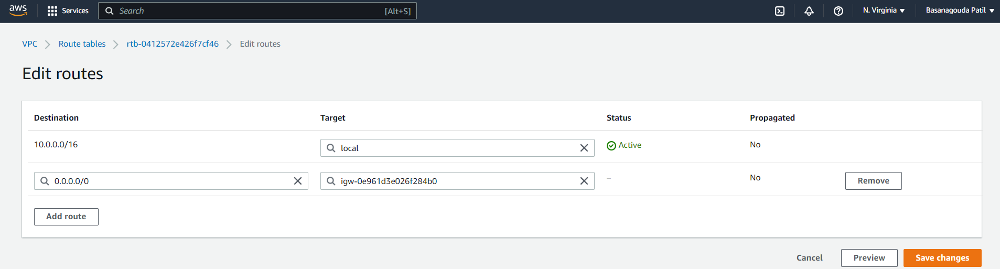 aws Services Search [Alt+S] N. Virginia Basanagouda Patil
VPC Route tables rtb-0412572e426f7cf46 Edit routes
Edit routes
Destination Target Status Propagated
10.0.0.0/16 local Active No
0.0.0.0/0 igw-0e961d3e026f284b0 – No Remove
Add route
Cancel Preview Save changes